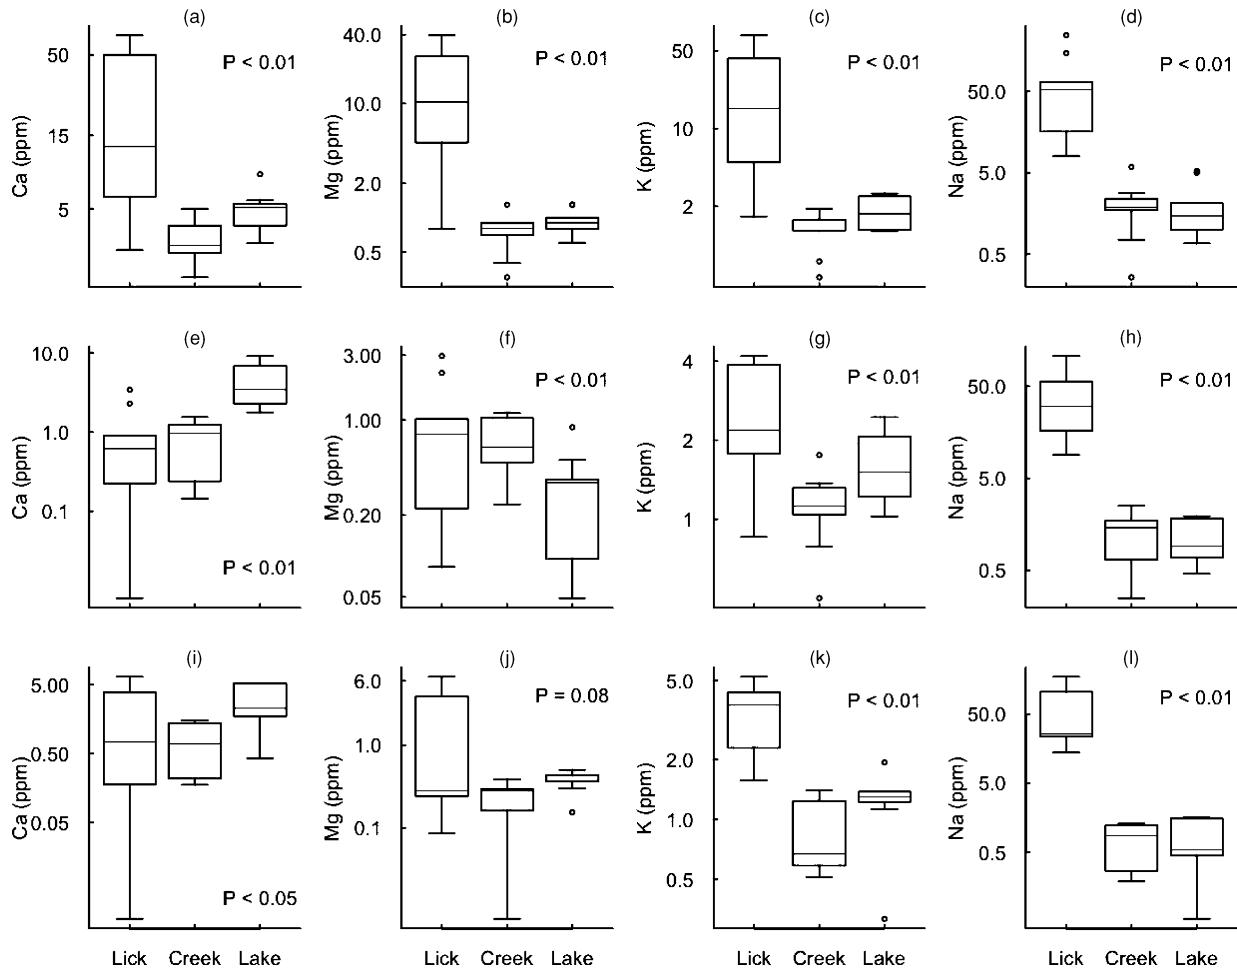 (a) (b) (c) (d)
Ca (ppm)
50
15
5
P < 0.01
Mg (ppm)
40.0
10.0
2.0
0.5
P < 0.01
K (ppm)
50
10
2
P < 0.01
Na (ppm)
50.0
5.0
0.5
P < 0.01
(e) (f) (g) (h)
Ca (ppm)
10.0
1.0
0.1
P < 0.01
Mg (ppm)
3.00
1.00
0.20
0.05
P < 0.01
K (ppm)
4
2
1
P < 0.01
Na (ppm)
50.0
5.0
0.5
P < 0.01
(i) (j) (k) (l)
Ca (ppm)
5.00
0.50
0.05
P < 0.05
Mg (ppm)
6.0
1.0
0.1
P = 0.08
K (ppm)
5.0
2.0
1.0
0.5
P < 0.01
Na (ppm)
50.0
5.0
0.5
P < 0.01
Lick Creek Lake Lick Creek Lake Lick Creek Lake Lick Creek Lake